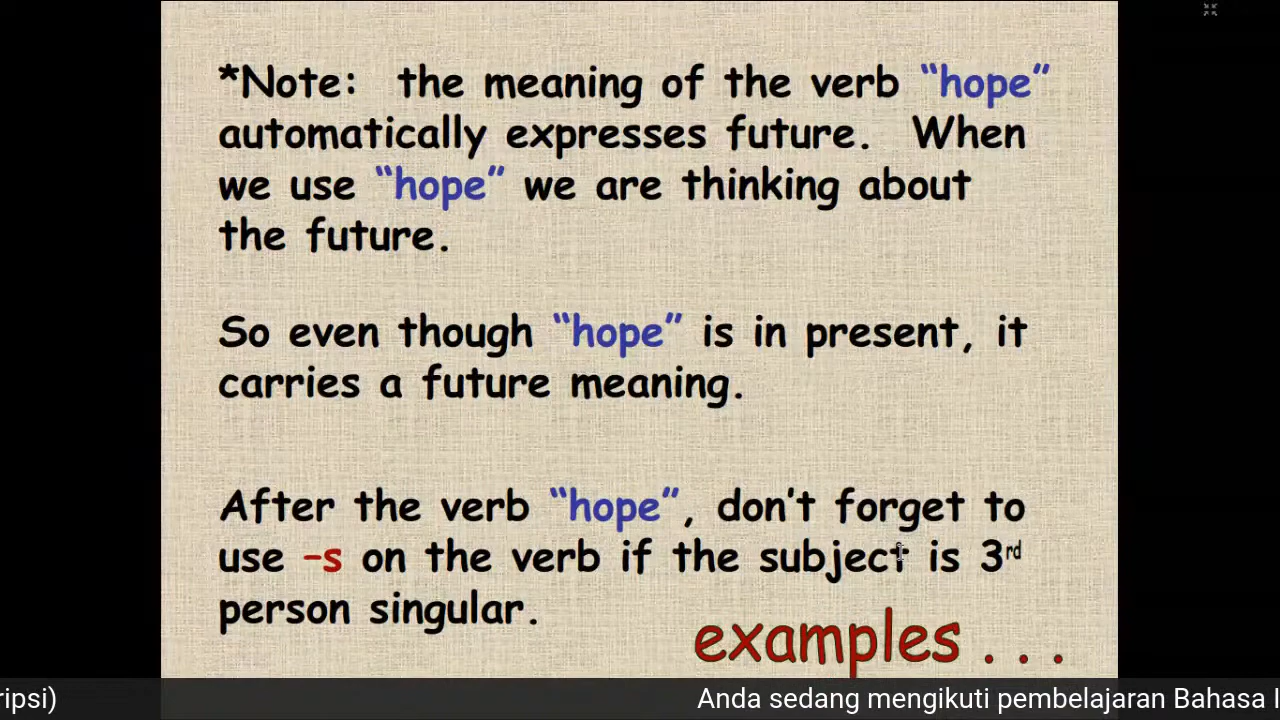 *Note: the meaning of the verb “hope”
automatically expresses future. When
we use “hope” we are thinking about
the future.
So even though “hope” is in present, it
carries a future meaning.
After the verb “hope”, don’t forget to
use –s on the verb if the subject is 3rd
person singular.
examples . . .
ripsi) Anda sedang mengikuti pembelajaran Bahasa I